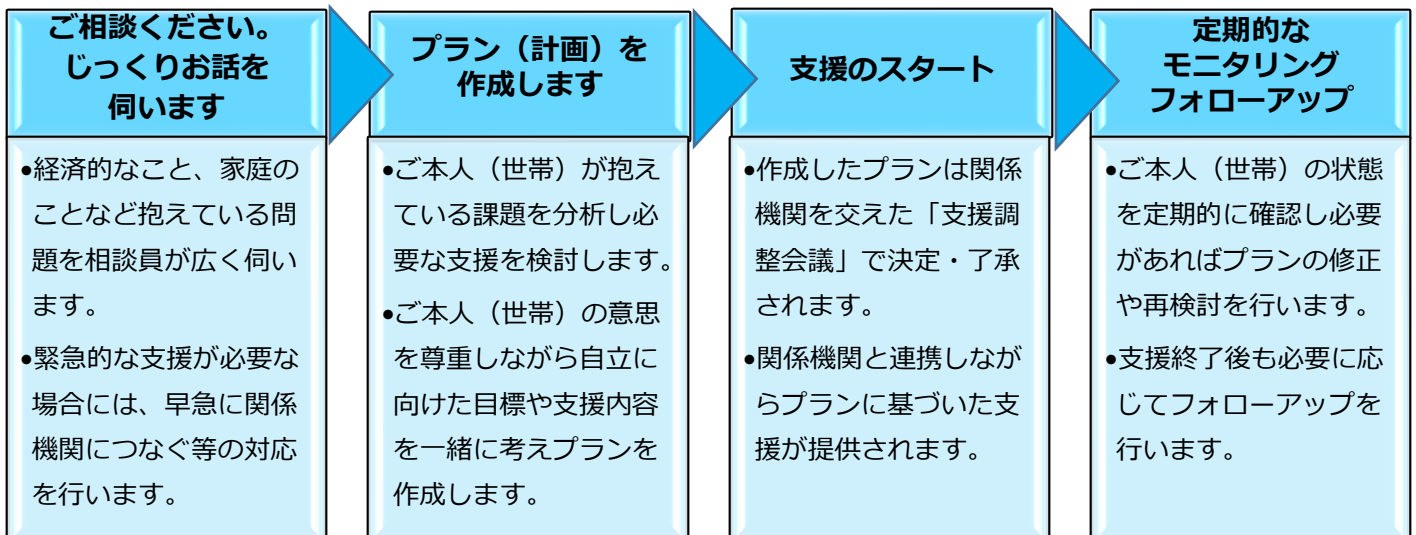 ご相談ください。
じっくりお話を
伺います
•経済的なこと、家庭の
ことなど抱えている問
題を相談員が広く伺い
ます。
•緊急的な支援が必要な
場合には、早急に関係
機関につなぐ等の対応
を行います。
プラン（計画）を
作成します
•ご本人（世帯）が抱え
ている課題を分析し必
要な支援を検討します。
•ご本人（世帯）の意思
を尊重しながら自立に
向けた目標や支援内容
を一緒に考えプランを
作成します。
支援のスタート
•作成したプランは関係
機関を交えた「支援調
整会議」で決定・了承
されます。
•関係機関と連携しなが
らプランに基づいた支
援が提供されます。
定期的な
モニタリング
フォローアップ
•ご本人（世帯）の状態
を定期的に確認し必要
があればプランの修正
や再検討を行います。
•支援終了後も必要に応
じてフォローアップを
行います。